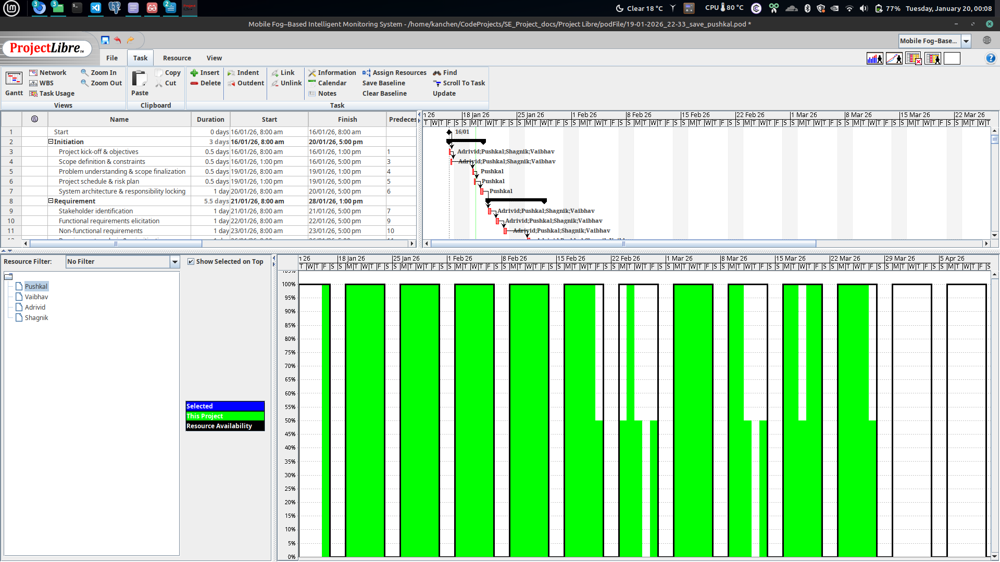 3
3
2
Project
Libre
Clear 18 °C
CPU 80 °C
77%
Tuesday, January 20, 00:08
Mobile Fog–Based Intelligent Monitoring System - /home/kanchen/CodeProjects/SE_Project_docs/Project Libre/podFile/19-01-2026_22-33_save_pushkal.pod *
ProjectLibre™
Mobile Fog–Base...
File
Task
Resource
View
Gantt
Network
WBS
Task Usage
Zoom In
Zoom Out
Views
Paste
Copy
Cut
Clipboard
Insert
Delete
Indent
Outdent
Link
Unlink
Information
Calendar
Notes
Assign Resources
Save Baseline
Clear Baseline
Find
Scroll To Task
Update
Task
Name Duration Start Finish Predeces
1 Start 0 days 16/01/26, 8:00 am 16/01/26, 8:00 am
2 Initiation 3 days 16/01/26, 8:00 am 20/01/26, 5:00 pm
3 Project kick-off & objectives 0.5 days 16/01/26, 8:00 am 16/01/26, 1:00 pm 1
4 Scope definition & constraints 0.5 days 16/01/26, 1:00 pm 16/01/26, 5:00 pm 3
5 Problem understanding & scope finalization 0.5 days 19/01/26, 8:00 am 19/01/26, 1:00 pm 4
6 Project schedule & risk plan 0.5 days 19/01/26, 1:00 pm 19/01/26, 5:00 pm 5
7 System architecture & responsibility locking 1 day 20/01/26, 8:00 am 20/01/26, 5:00 pm 6
8 Requirement 5.5 days 21/01/26, 8:00 am 28/01/26, 1:00 pm
9 Stakeholder identification 1 day 21/01/26, 8:00 am 21/01/26, 5:00 pm 7
10 Functional requirements elicitation 1 day 22/01/26, 8:00 am 22/01/26, 5:00 pm 9
11 Non-functional requirements 1 day 23/01/26, 8:00 am 23/01/26, 5:00 pm 10
26 18 Jan 26 25 Jan 26 1 Feb 26 8 Feb 26 15 Feb 26 22 Feb 26 1 Mar 26 8 Mar 26 15 Mar 26 22 Mar 26
T W T F S S M T W T F S S M T W T F S S M T W T F S S M T W T F S S M T W T F S S M T W T F S S M T W T F S S M T W T F S S M T W T F S S M T W T
16/01
Adrivid;Pushkal;Shagnik;Vaibhav
Adrivid;Pushkal;Shagnik;Vaibhav
Pushkal
Pushkal
Pushkal
Adrivid;Pushkal;Shagnik;Vaibhav
Adrivid;Pushkal;Shagnik;Vaibhav
Adrivid;Pushkal;Shagnik;Vaibhav
Resource Filter: No Filter
Show Selected on Top
Pushkal
Vaibhav
Adrivid
Shagnik
Selected
This Project
Resource Availability
26 18 Jan 26 25 Jan 26 1 Feb 26 8 Feb 26 15 Feb 26 22 Feb 26 1 Mar 26 8 Mar 26 15 Mar 26 22 Mar 26 29 Mar 26 5 Apr 26
T W T F S S M T W T F S S M T W T F S S M T W T F S S M T W T F S S M T W T F S S M T W T F S S M T W T F S S M T W T F S S M T W T F S S M T W T F S S M T W T F S S M T W T F S
100%
95%
90%
85%
80%
75%
70%
65%
60%
55%
50%
45%
40%
35%
30%
25%
20%
15%
10%
5%
0%